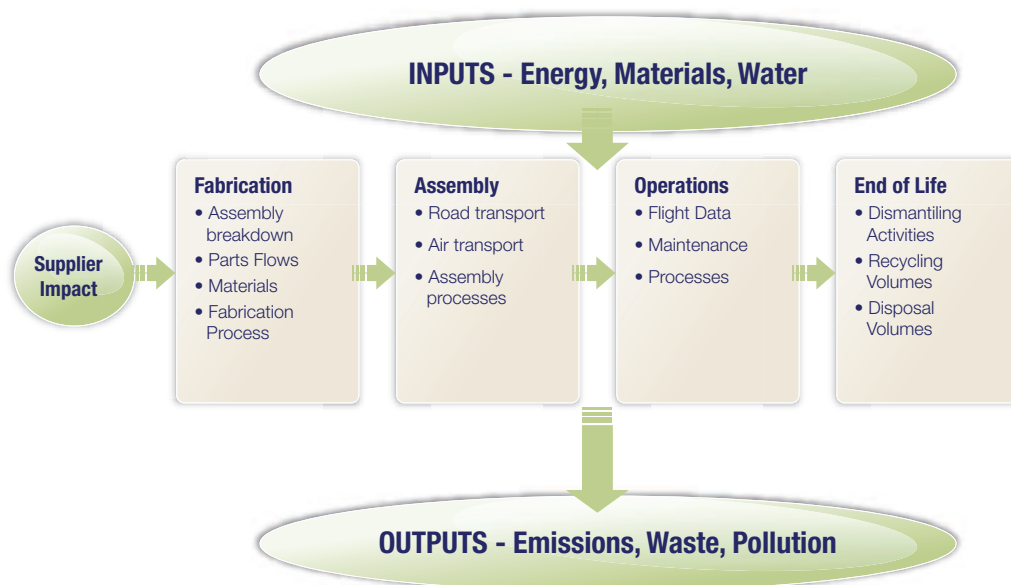 INPUTS - Energy, Materials, Water
Supplier
Impact
Fabrication
• Assembly
breakdown
• Parts Flows
• Materials
• Fabrication
Process
Assembly
• Road transport
• Air transport
• Assembly
processes
Operations
• Flight Data
• Maintenance
• Processes
End of Life
• Dismantiling
Activities
• Recycling
Volumes
• Disposal
Volumes
OUTPUTS - Emissions, Waste, Pollution